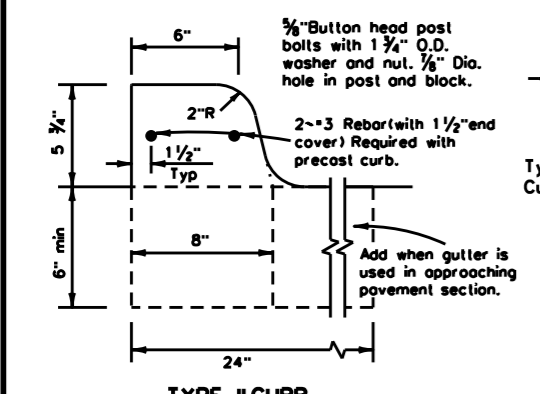 6"
⅝"Button head post
bolts with 1 ¾" O.D.
washer and nut. ⅞" Dia.
hole in post and block.
2"R
5 ¾"
2~#3 Rebar(with 1½"end
cover) Required with
precast curb.
1½"
Typ
Ty
Cu
6" min
8"
Add when gutter is
used in approaching
pavement section.
24"